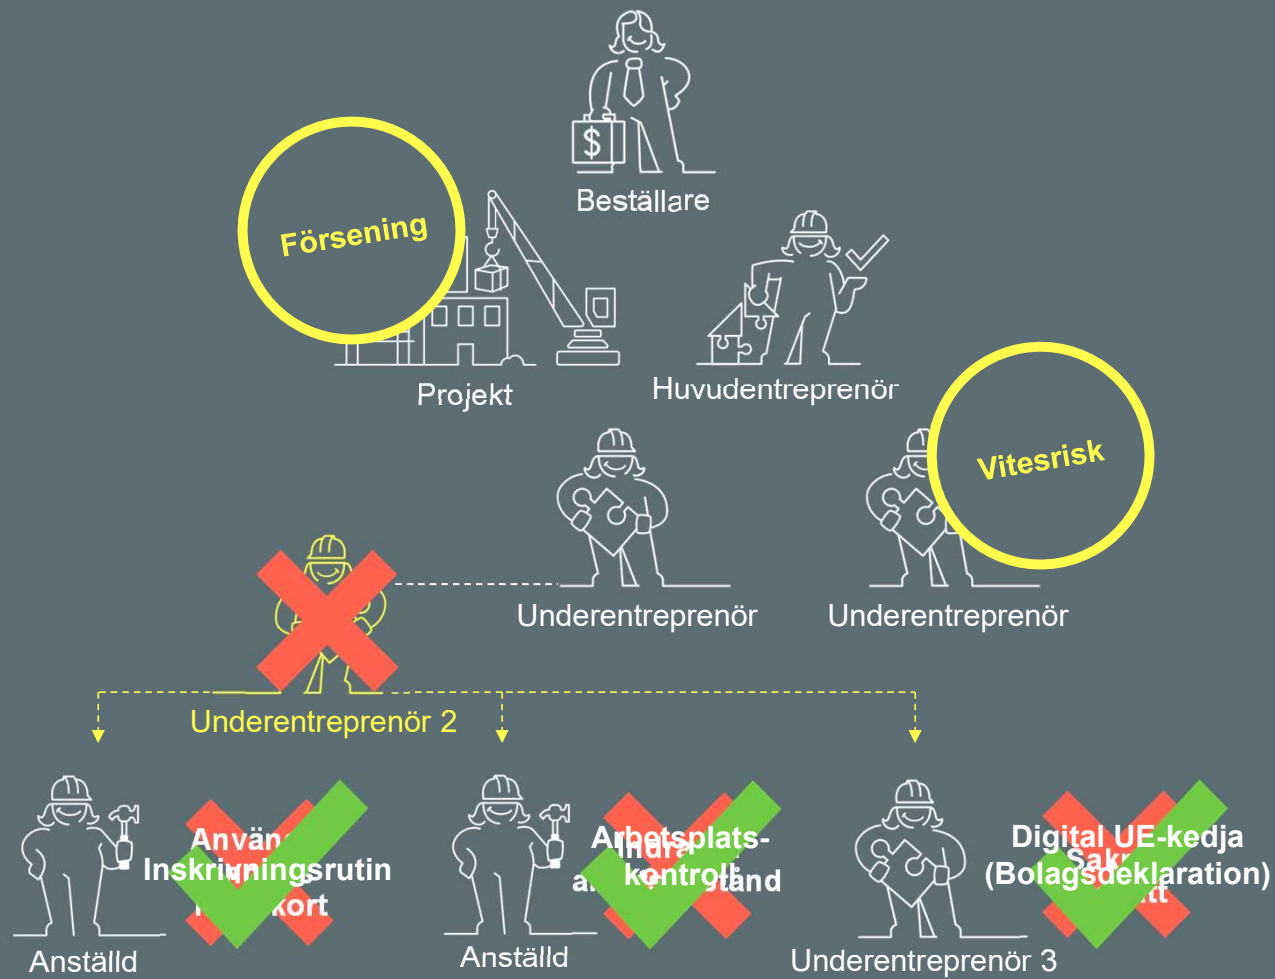 $
Beställare
Försening
Projekt
Huvudentreprenör
Vitesrisk
Underentreprenör
Underentreprenör
Underentreprenör 2
Inskrivningsrutin
Arbetsplats-
kontroll
Digital UE-kedja
(Bolagsdeklaration)
Anställd
Anställd
Underentreprenör 3